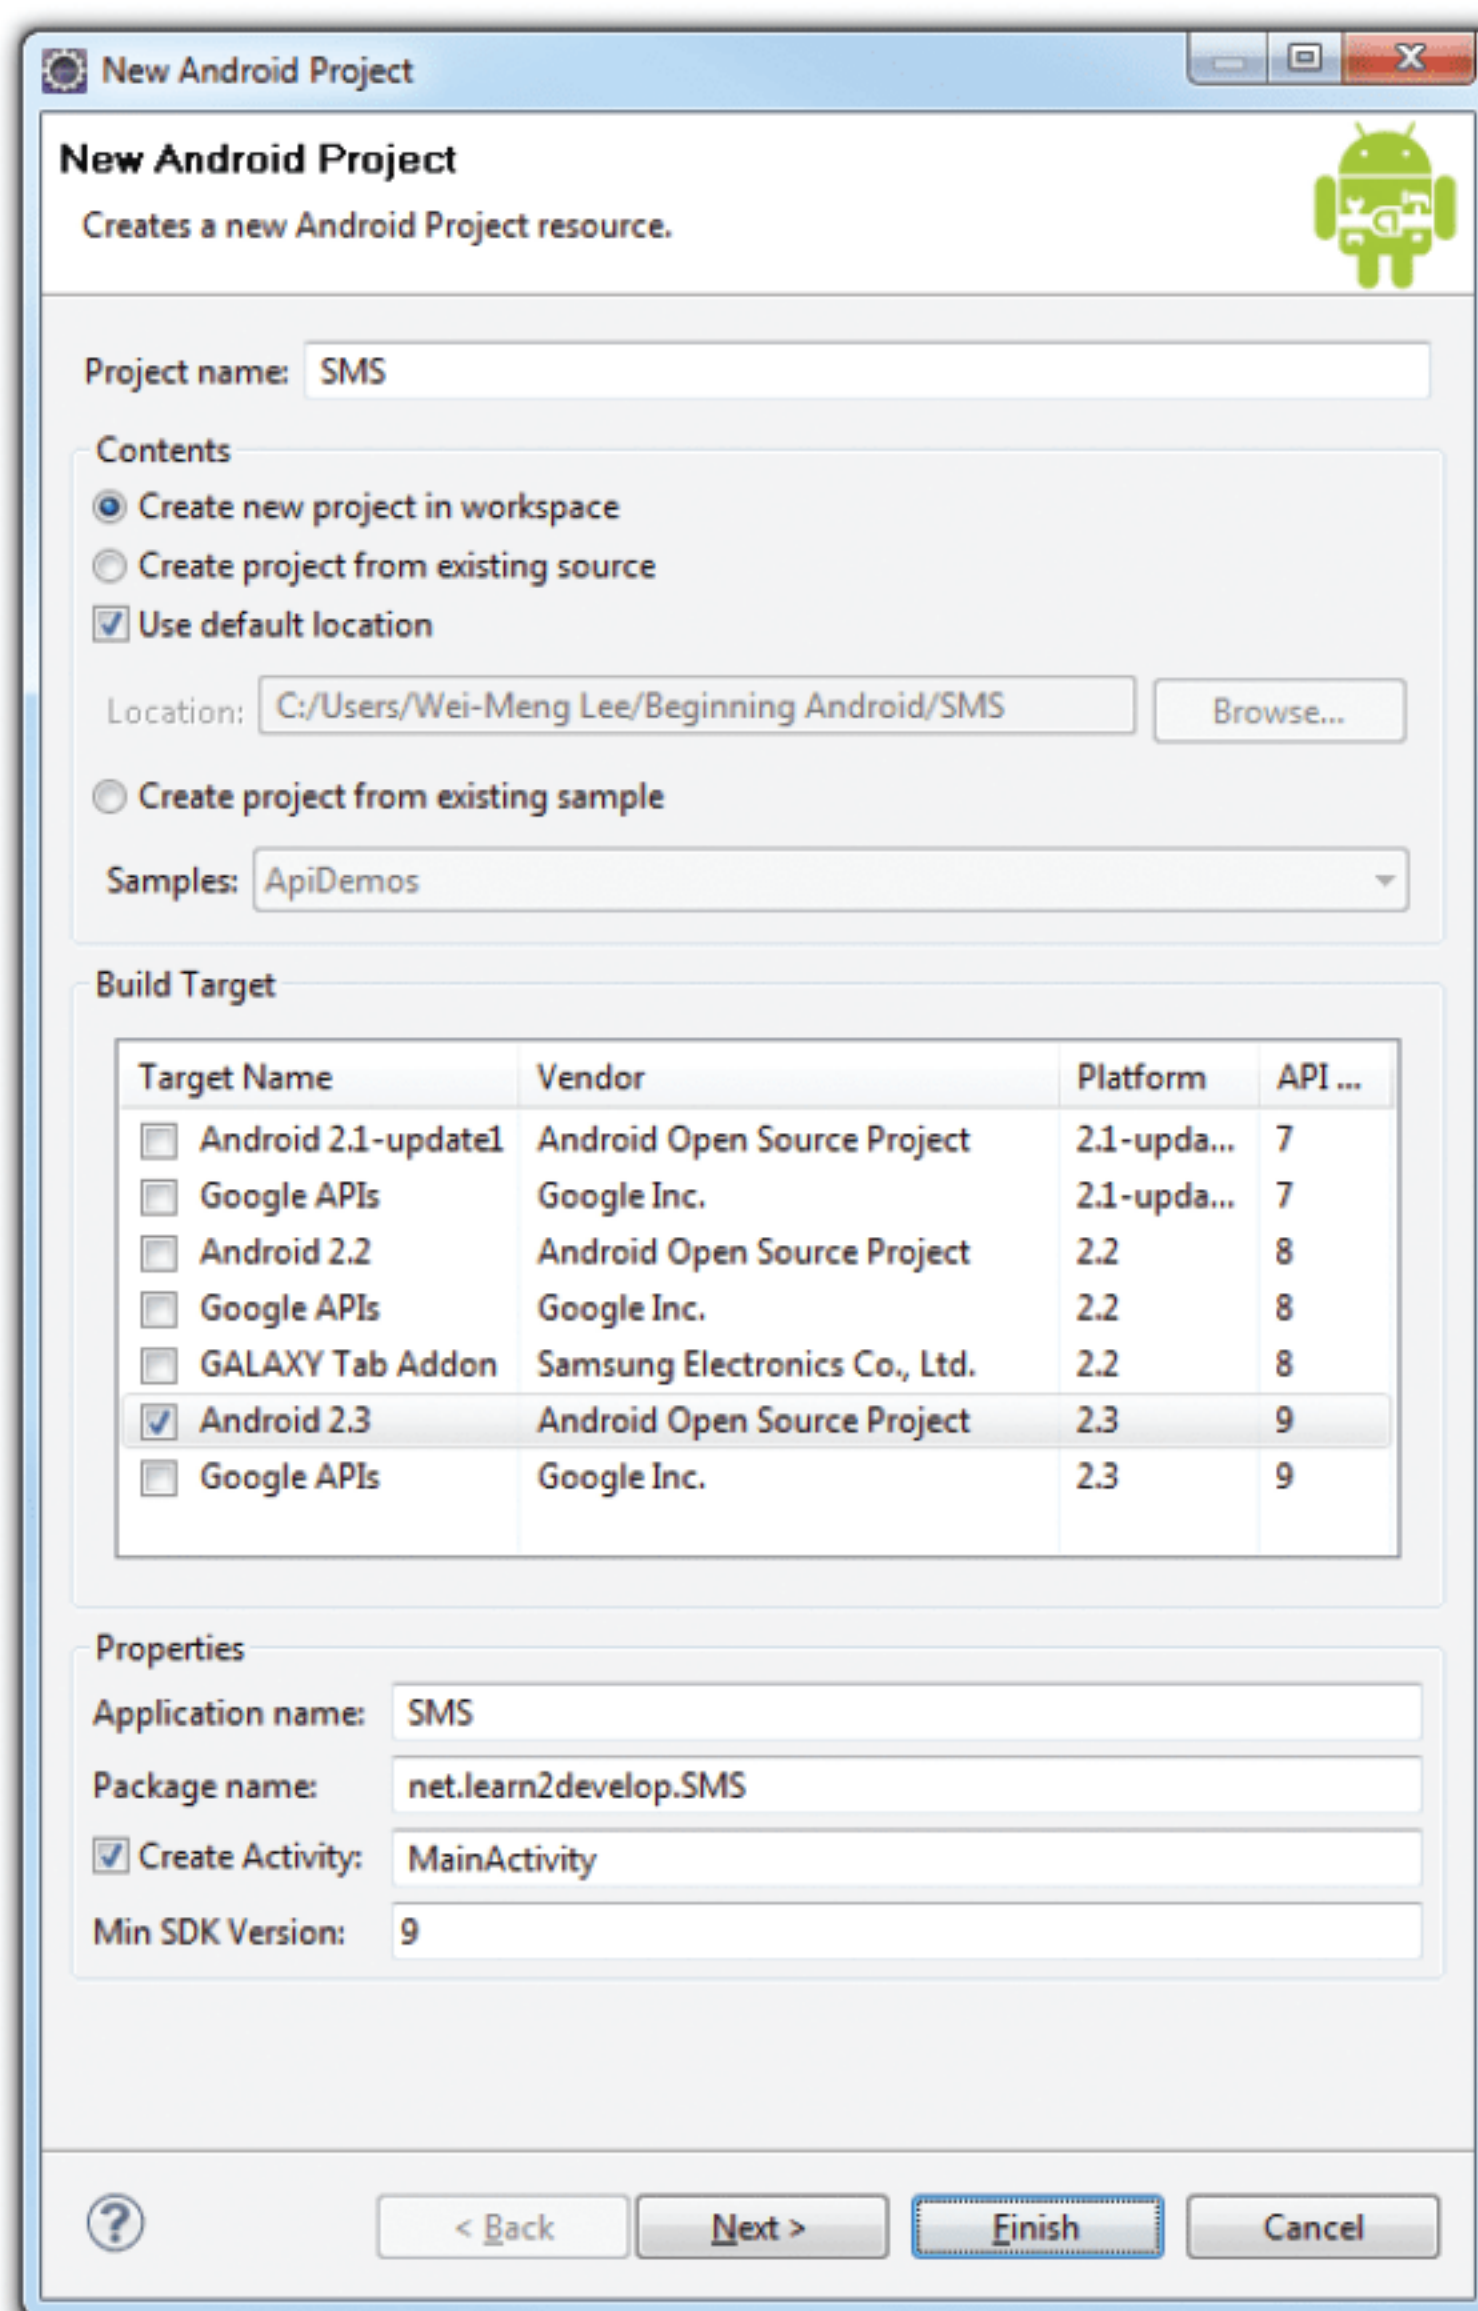 New Android Project
New Android Project
Creates a new Android Project resource.
Project name: SMS
Contents
Create new project in workspace
Create project from existing source
Use default location
Location: C:/Users/Wei-Meng Lee/Beginning Android/SMS Browse...
Create project from existing sample
Samples: ApiDemos
Build Target
Target Name Vendor Platform API ...
Android 2.1-update1 Android Open Source Project 2.1-upda... 7
Google APIs Google Inc. 2.1-upda... 7
Android 2.2 Android Open Source Project 2.2 8
Google APIs Google Inc. 2.2 8
GALAXY Tab Addon Samsung Electronics Co., Ltd. 2.2 8
Android 2.3 Android Open Source Project 2.3 9
Google APIs Google Inc. 2.3 9
Properties
Application name: SMS
Package name: net.learn2develop.SMS
Create Activity: MainActivity
Min SDK Version: 9
? < Back Next > Finish Cancel